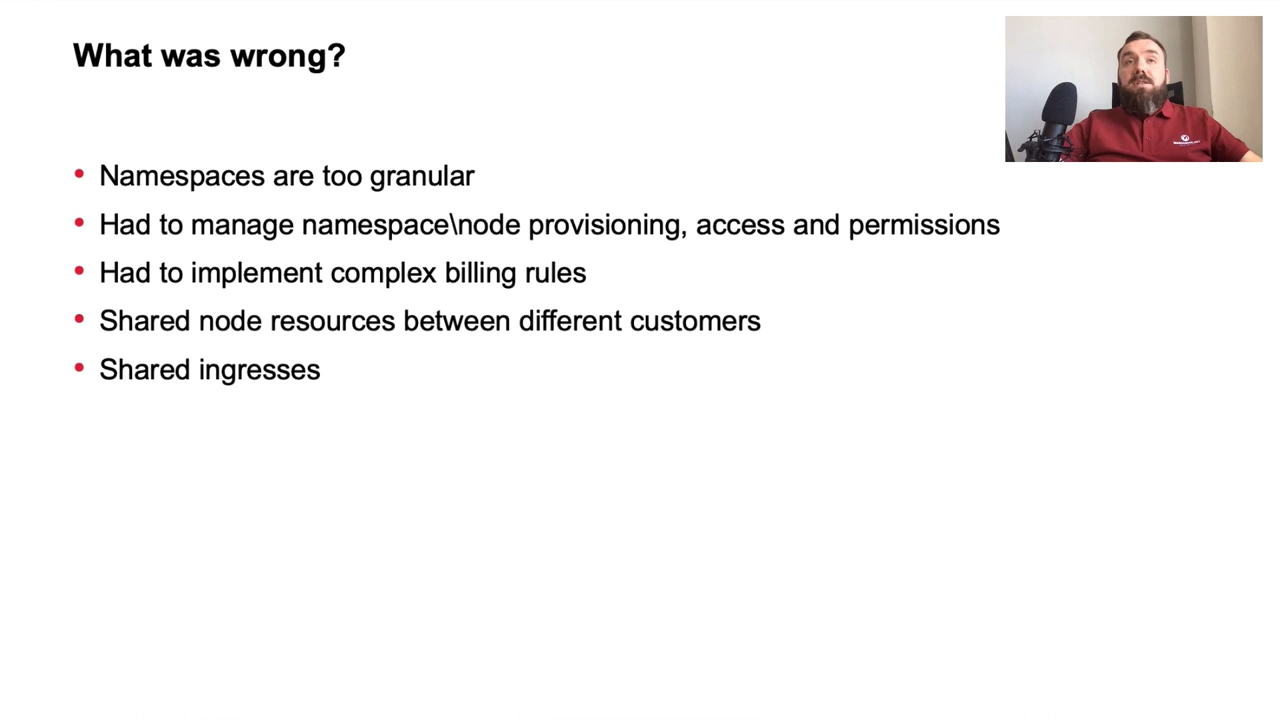 What was wrong?
Namespaces are too granular
Had to manage namespace\node provisioning, access and permissions
Had to implement complex billing rules
Shared node resources between different customers
Shared ingresses